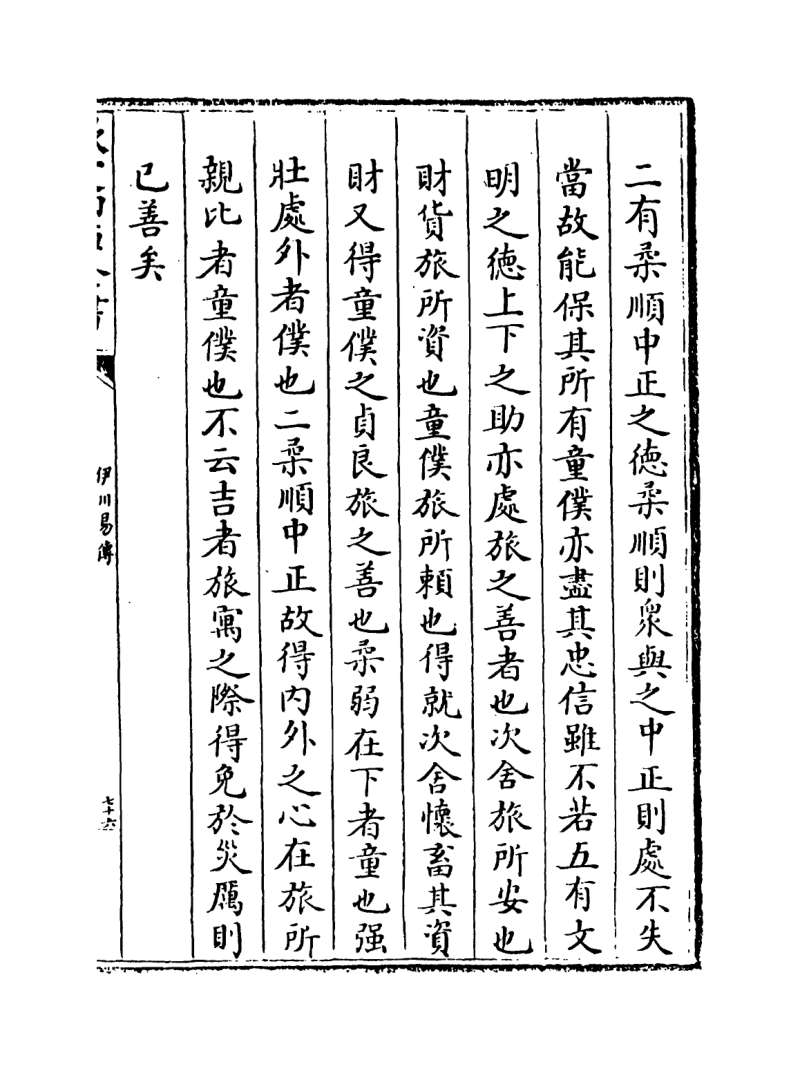 二有柔順中正之徳柔順則衆與之中正則處不失
當故能保其所有童僕亦盡其忠信雖不若五有文
明之徳上下之助亦處旅之善者也次舍旅所安也
財貨旅所資也童僕旅所賴也得就次舍懷畜其資
財又得童僕之貞良旅之善也柔弱在下者童也强
壯處外者僕也二柔順中正故得内外之心在旅所
親比者童僕也不云吉者旅寓之際得免於災厲則
已善矣
伊川易傳
七十六